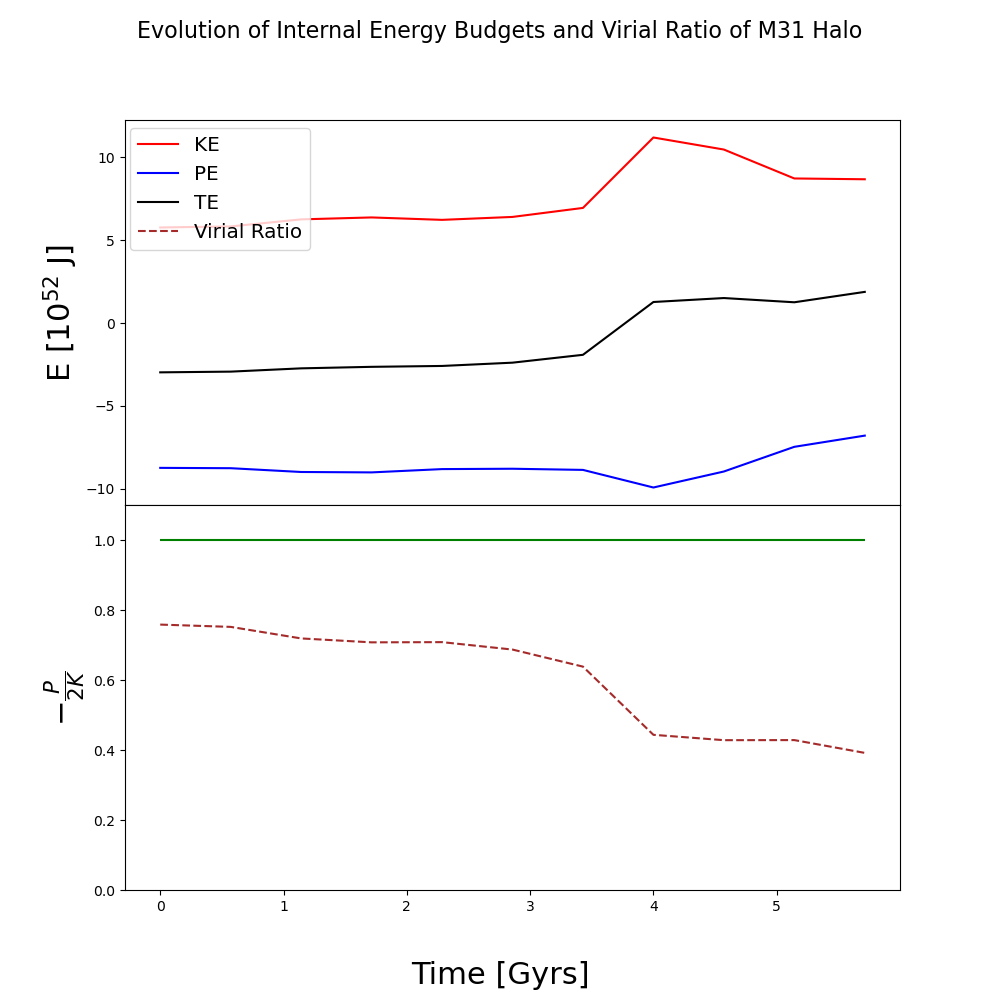 Evolution of Internal Energy Budgets and Virial Ratio of M31 Halo
KE
PE
TE
Virial Ratio
E [10^52 J]
10
5
0
−5
−10
−P/2K
1.0
0.8
0.6
0.4
0.2
0.0
0 1 2 3 4 5
Time [Gyrs]